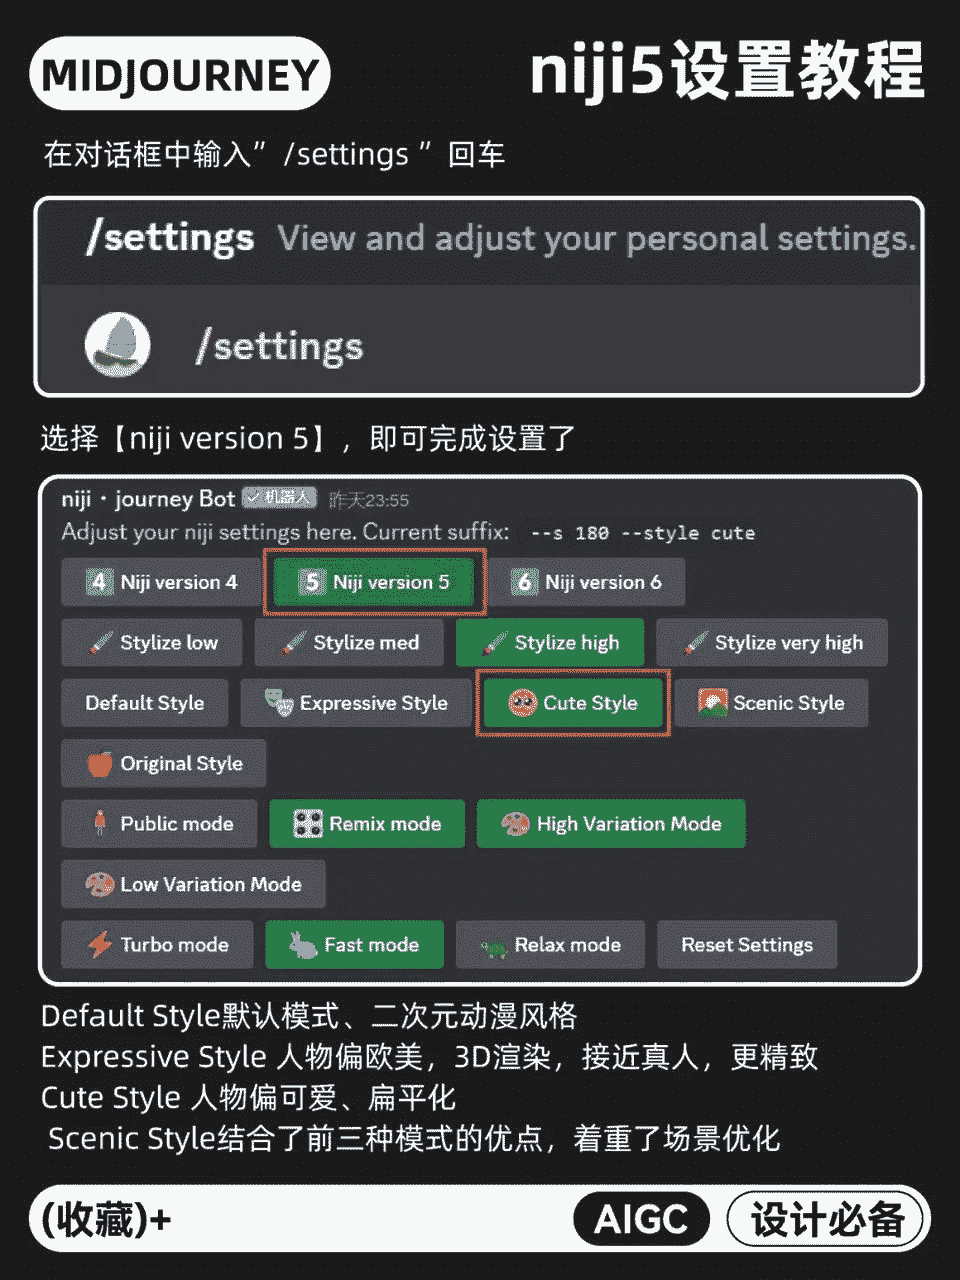 MIDJOURNEY
niji5设置教程
在对话框中输入”/settings ”回车
/settings View and adjust your personal settings.
/settings
选择【niji version 5】，即可完成设置了
niji · journey Bot ✓ 机器人 昨天23:55
Adjust your niji settings here. Current suffix: --s 180 --style cute
4 Niji version 4 5 Niji version 5 6 Niji version 6
Stylize low Stylize med Stylize high Stylize very high
Default Style Expressive Style Cute Style Scenic Style
Original Style
Public mode Remix mode High Variation Mode
Low Variation Mode
Turbo mode Fast mode Relax mode Reset Settings
Default Style默认模式、二次元动漫风格
Expressive Style 人物偏欧美，3D渲染，接近真人，更精致
Cute Style 人物偏可爱、扁平化
Scenic Style结合了前三种模式的优点，着重了场景优化
(收藏)+ AIGC 设计必备